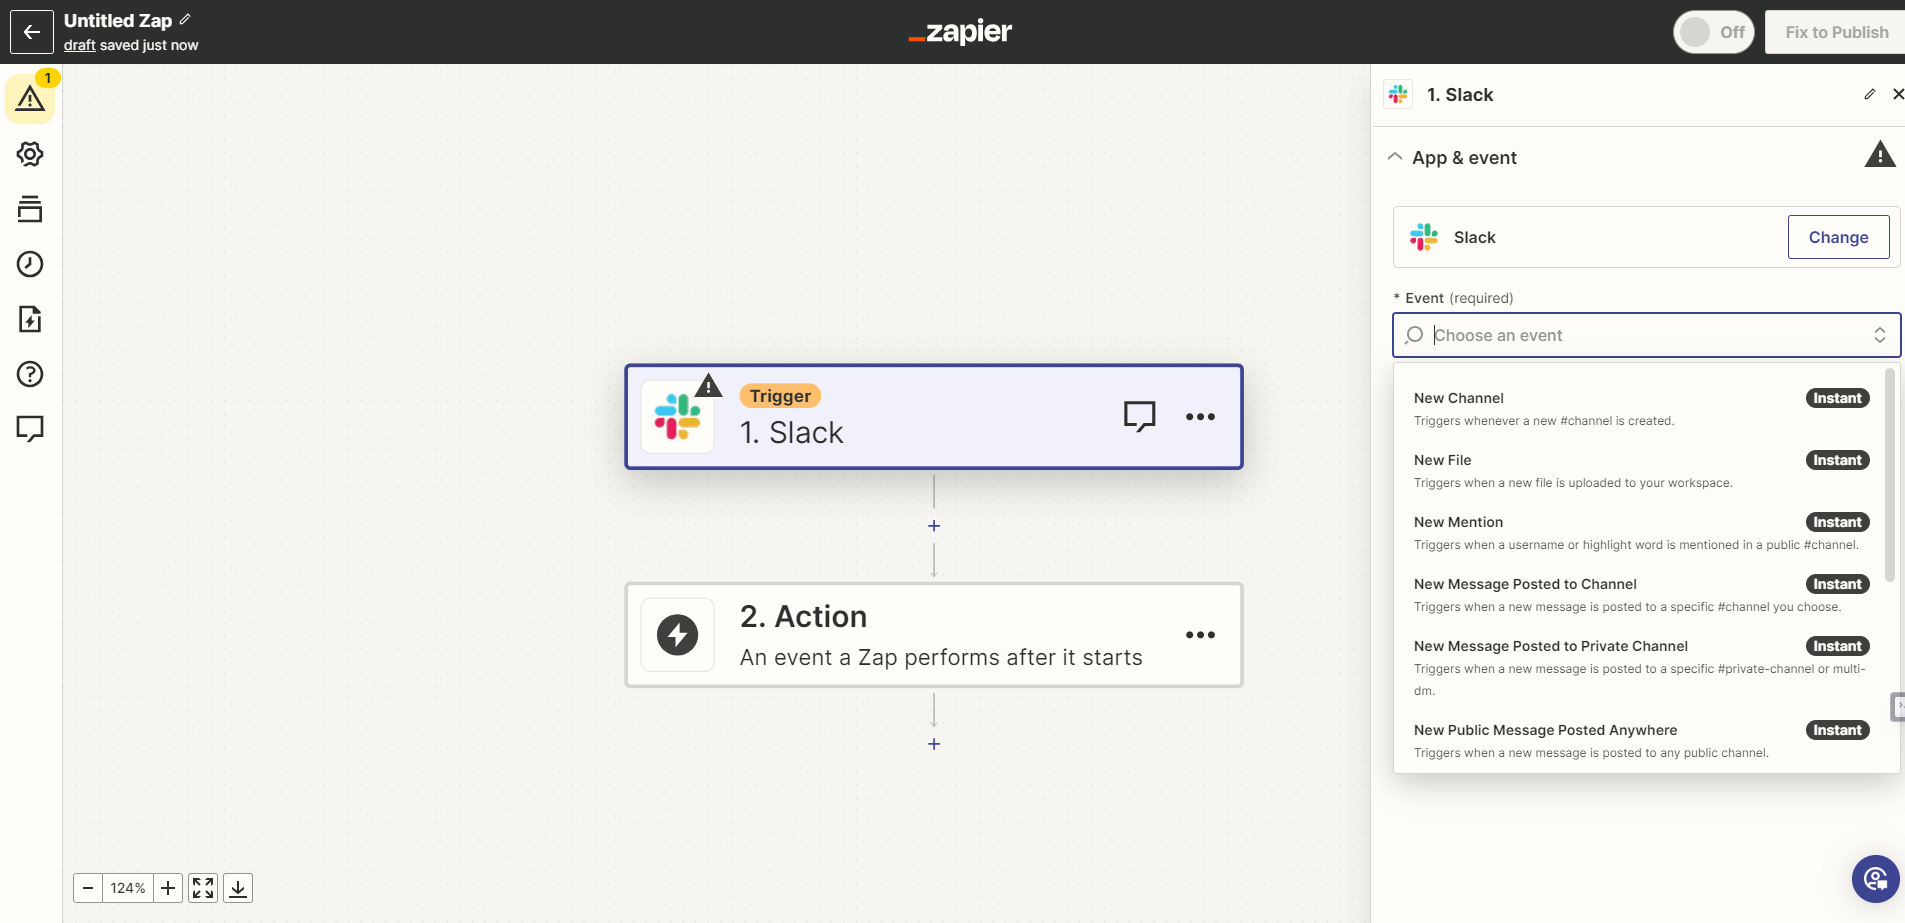 Untitled Zap
draft saved just now
zapier
Off
Fix to Publish
1
1. Slack
App & event
Slack
Change
* Event (required)
Choose an event
New Channel
Instant
Triggers whenever a new #channel is created.
New File
Instant
Triggers when a new file is uploaded to your workspace.
New Mention
Instant
Triggers when a username or highlight word is mentioned in a public #channel.
New Message Posted to Channel
Instant
Triggers when a new message is posted to a specific #channel you choose.
New Message Posted to Private Channel
Instant
Triggers when a new message is posted to a specific #private-channel or multi-
dm.
New Public Message Posted Anywhere
Instant
Triggers when a new message is posted to any public channel.
Trigger
1. Slack
2. Action
An event a Zap performs after it starts
124%